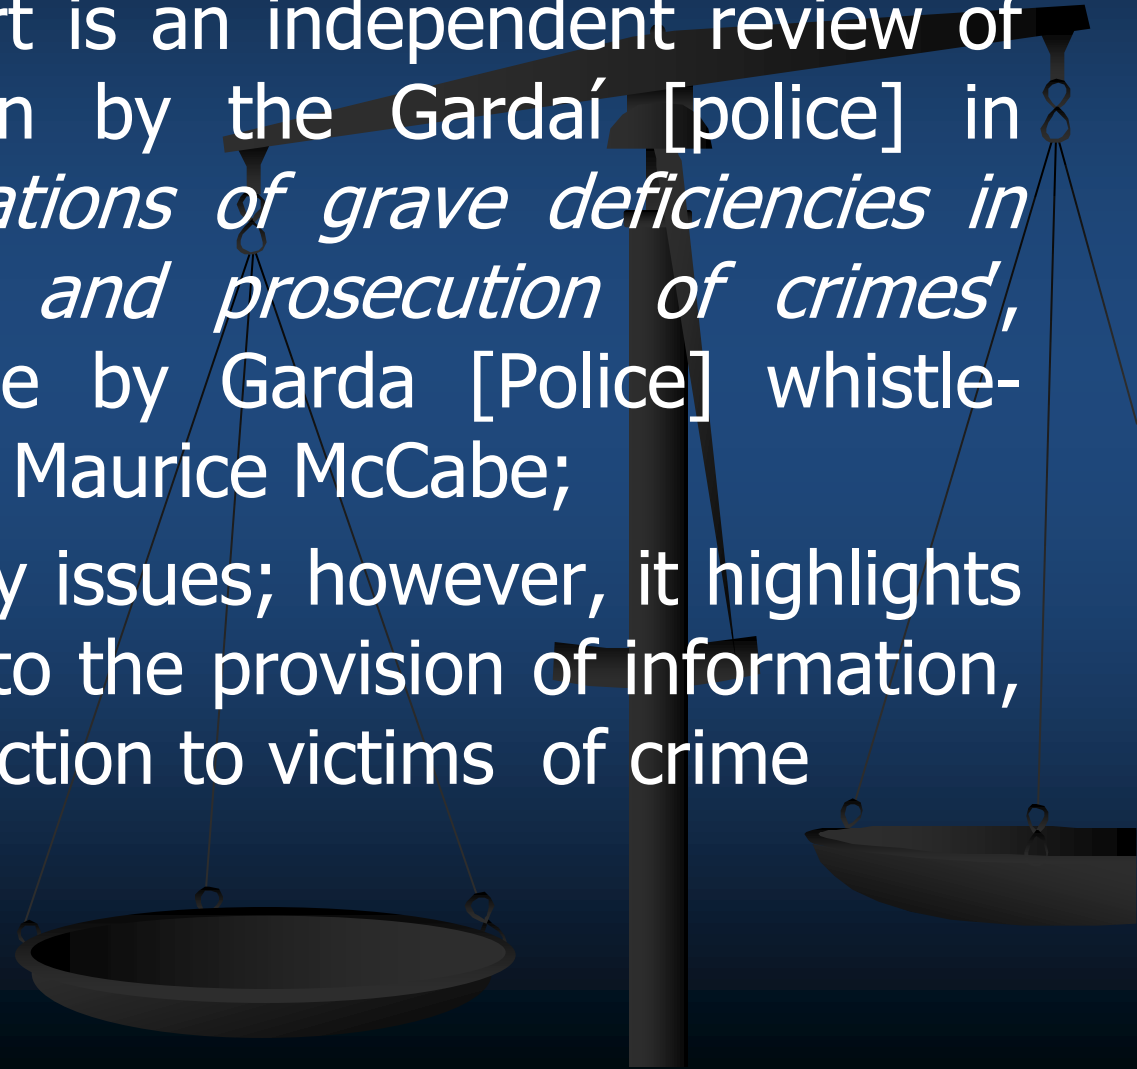 rt is an independent review of
n by the Gardaí [police] in
ations of grave deficiencies in
and prosecution of crimes',
e by Garda [Police] whistle-
Maurice McCabe;
y issues; however, it highlights
to the provision of information,
ction to victims of crime